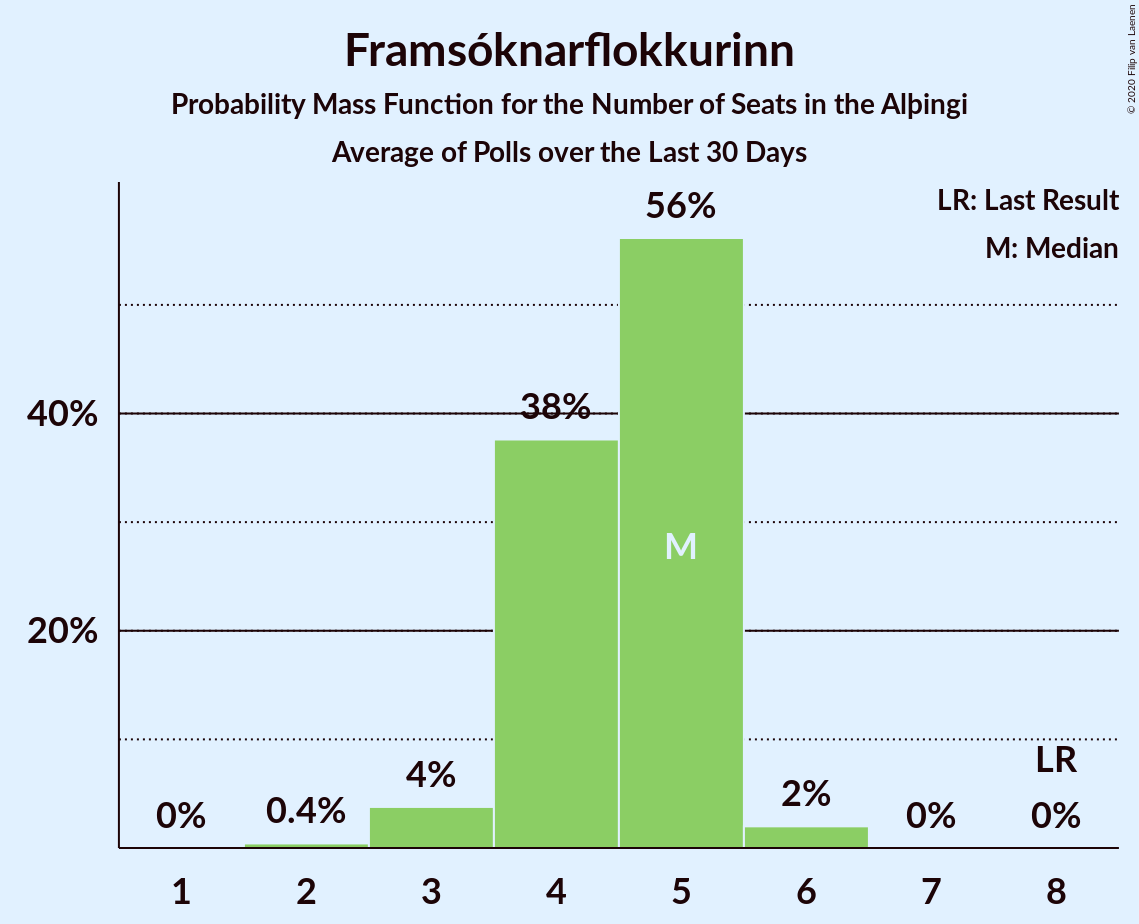 Framsóknarflokkurinn
Probability Mass Function for the Number of Seats in the Alþingi
Average of Polls over the Last 30 Days
© 2020 Filip van Laenen
LR: Last Result
M: Median
56%
38%
40%
M
20%
4%
0.4%
0%
2%
0%
LR
0%
1 2 3 4 5 6 7 8